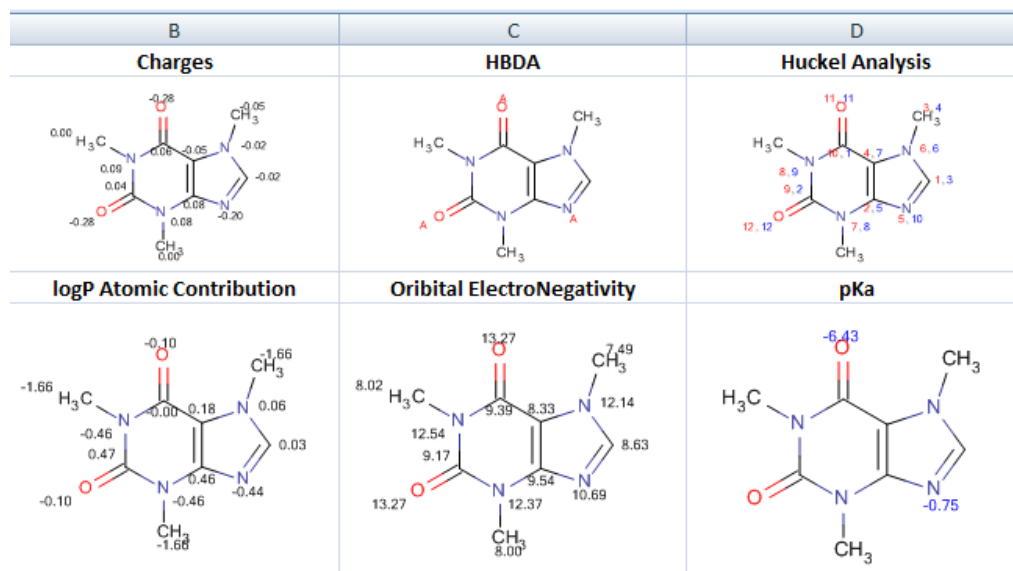 B C D
Charges HBDA Huckel Analysis
-0.28 A 11, 11
O O O
-0.05 3, 4
CH3 CH3 CH3
0.00 H3C H3C H3C
0.06 -0.05 N -0.02 N 10, 1 4, 7 N 6, 6
N N N
0.09 8, 9
-0.02 1, 3
0.04 9, 2
0.08 N 2, 5 N
O -0.20 O N O 5, 10
-0.28 N 0.08 A N A 12, 12 N 7, 8
CH3 CH3 CH3
0.00
logP Atomic Contribution Oribital ElectroNegativity pKa
-0.10 13.27 -6.43
O O O
-1.66 7.49
CH3 CH3 CH3
-1.66 H3C 8.02 H3C H3C
-0.00 0.18 N 0.06 9.39 8.33 N 12.14 N
N N N
-0.46 12.54
0.03 8.63
0.47 9.17
0.46 N 9.54 N N
O -0.44 O 10.69 O -0.75
-0.10 N -0.46 13.27 N 12.37 N
CH3 CH3 CH3
-1.66 8.00